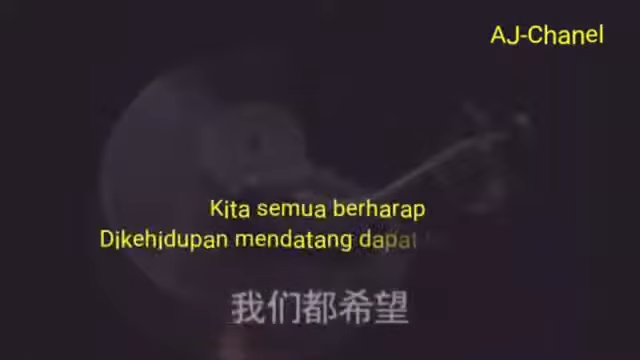 AJ-Chanel
Kita semua berharap
Dikehidupan mendatang dapat
我们都希望